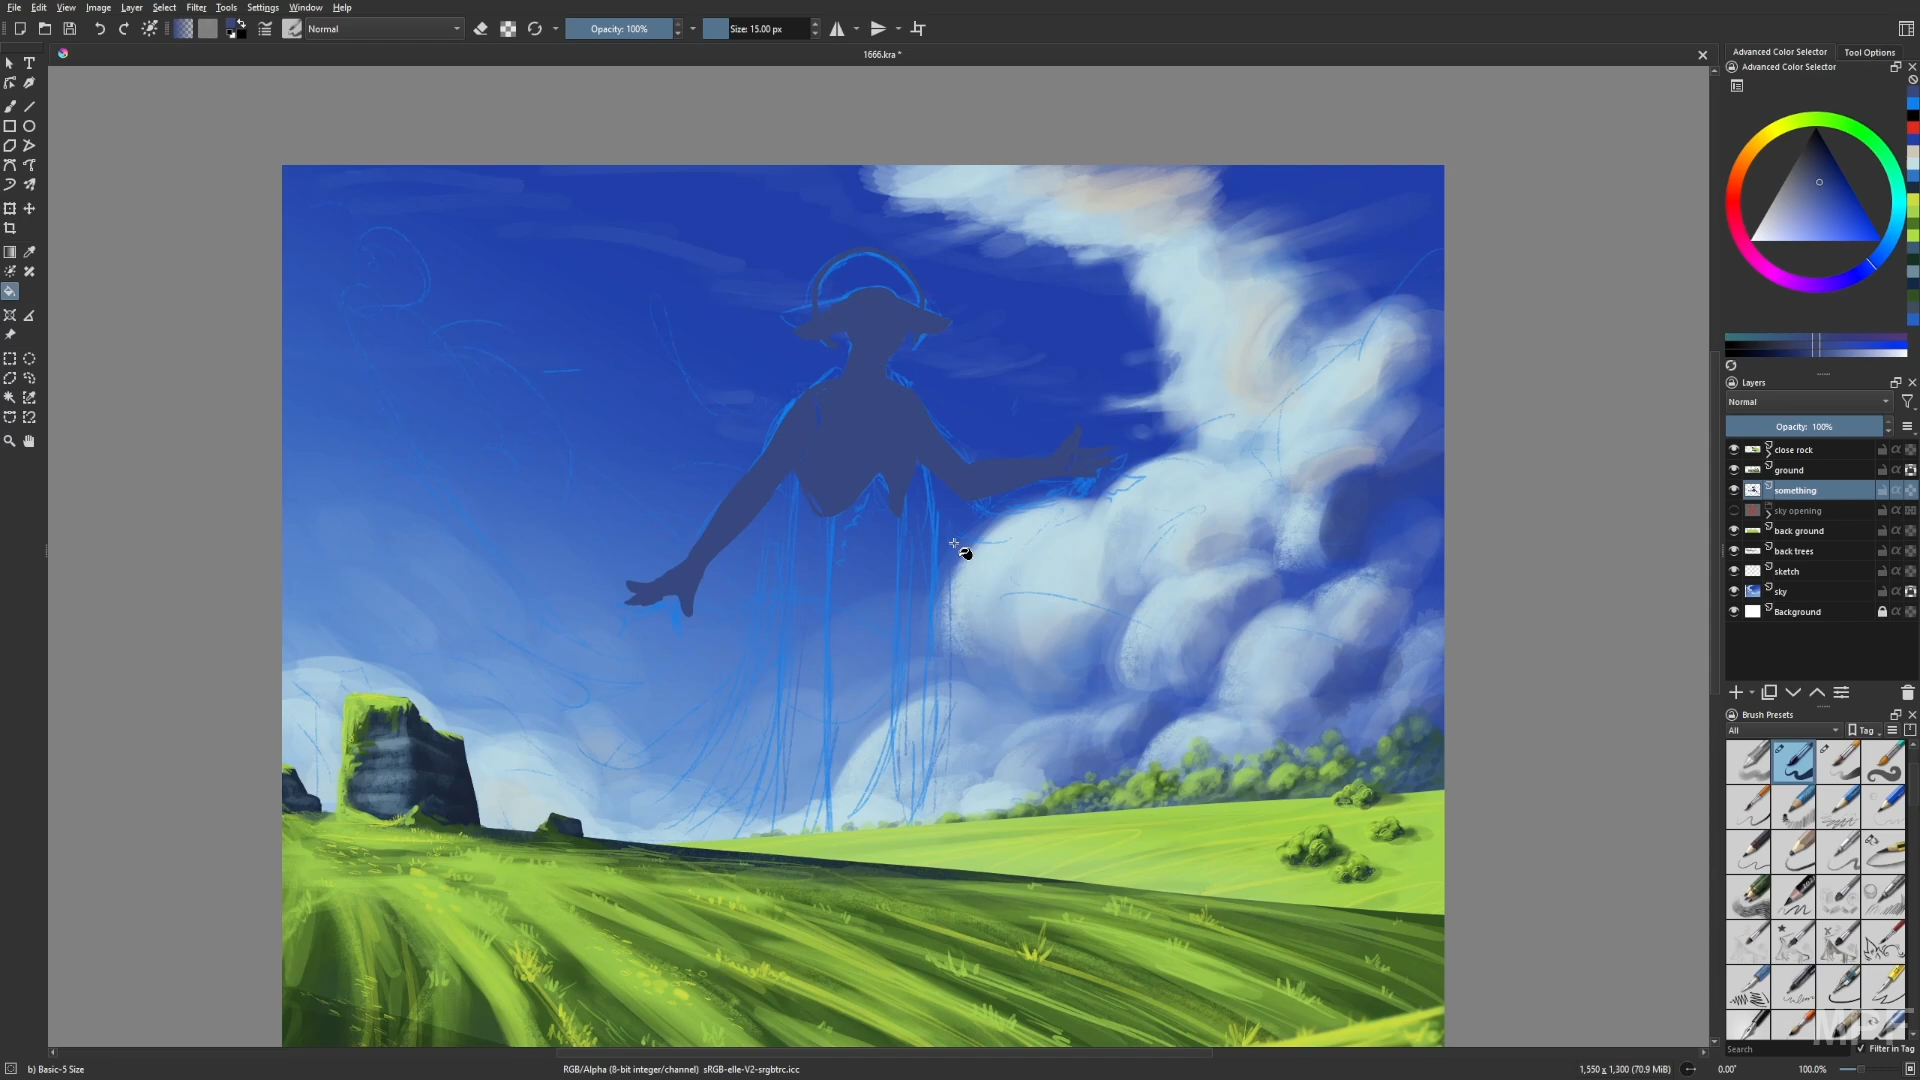 File Edit View Image Layer Select Filter Tools Settings Window Help
Normal
Opacity: 100%
Size: 15.00 px
1666.kra *
Advanced Color Selector
Tool Options
Advanced Color Selector
Layers
Normal
Opacity: 100%
close rock
ground
something
sky opening
back ground
back trees
sketch
sky
Background
Brush Presets
All
Tag
Search
Filter in Tag
MPF
b) Basic-5 Size
RGB/Alpha (8-bit integer/channel) sRGB-elle-V2-srgbtrc.icc
1,550 x 1,300 (70.9 MiB)
0.00°
100.0%